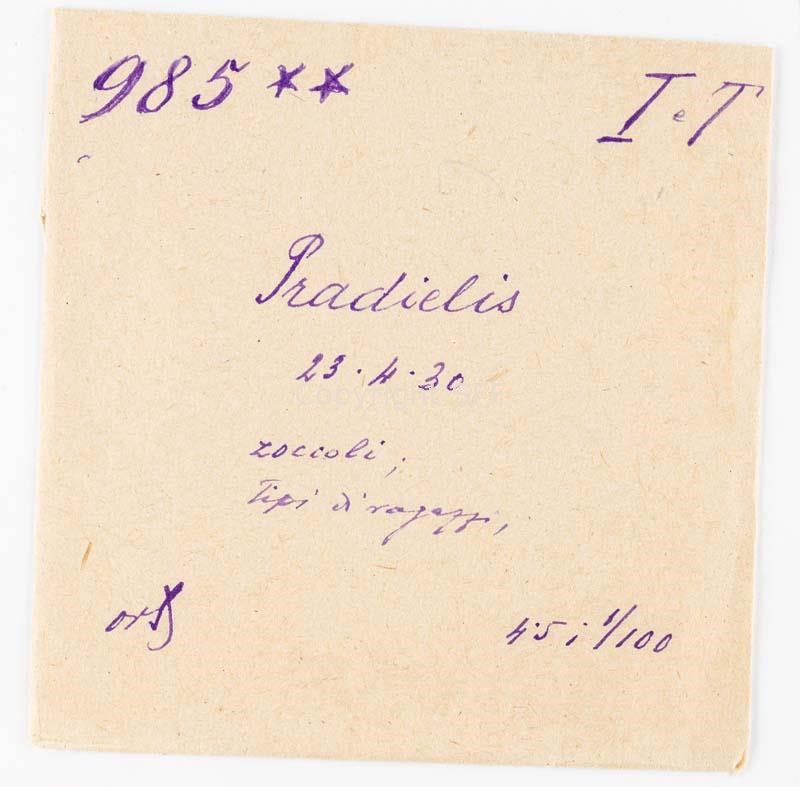 985 **
I e T
Pradielis
23.4.30
zoccoli;
tipi di ragazzi,
4.5; 1/100